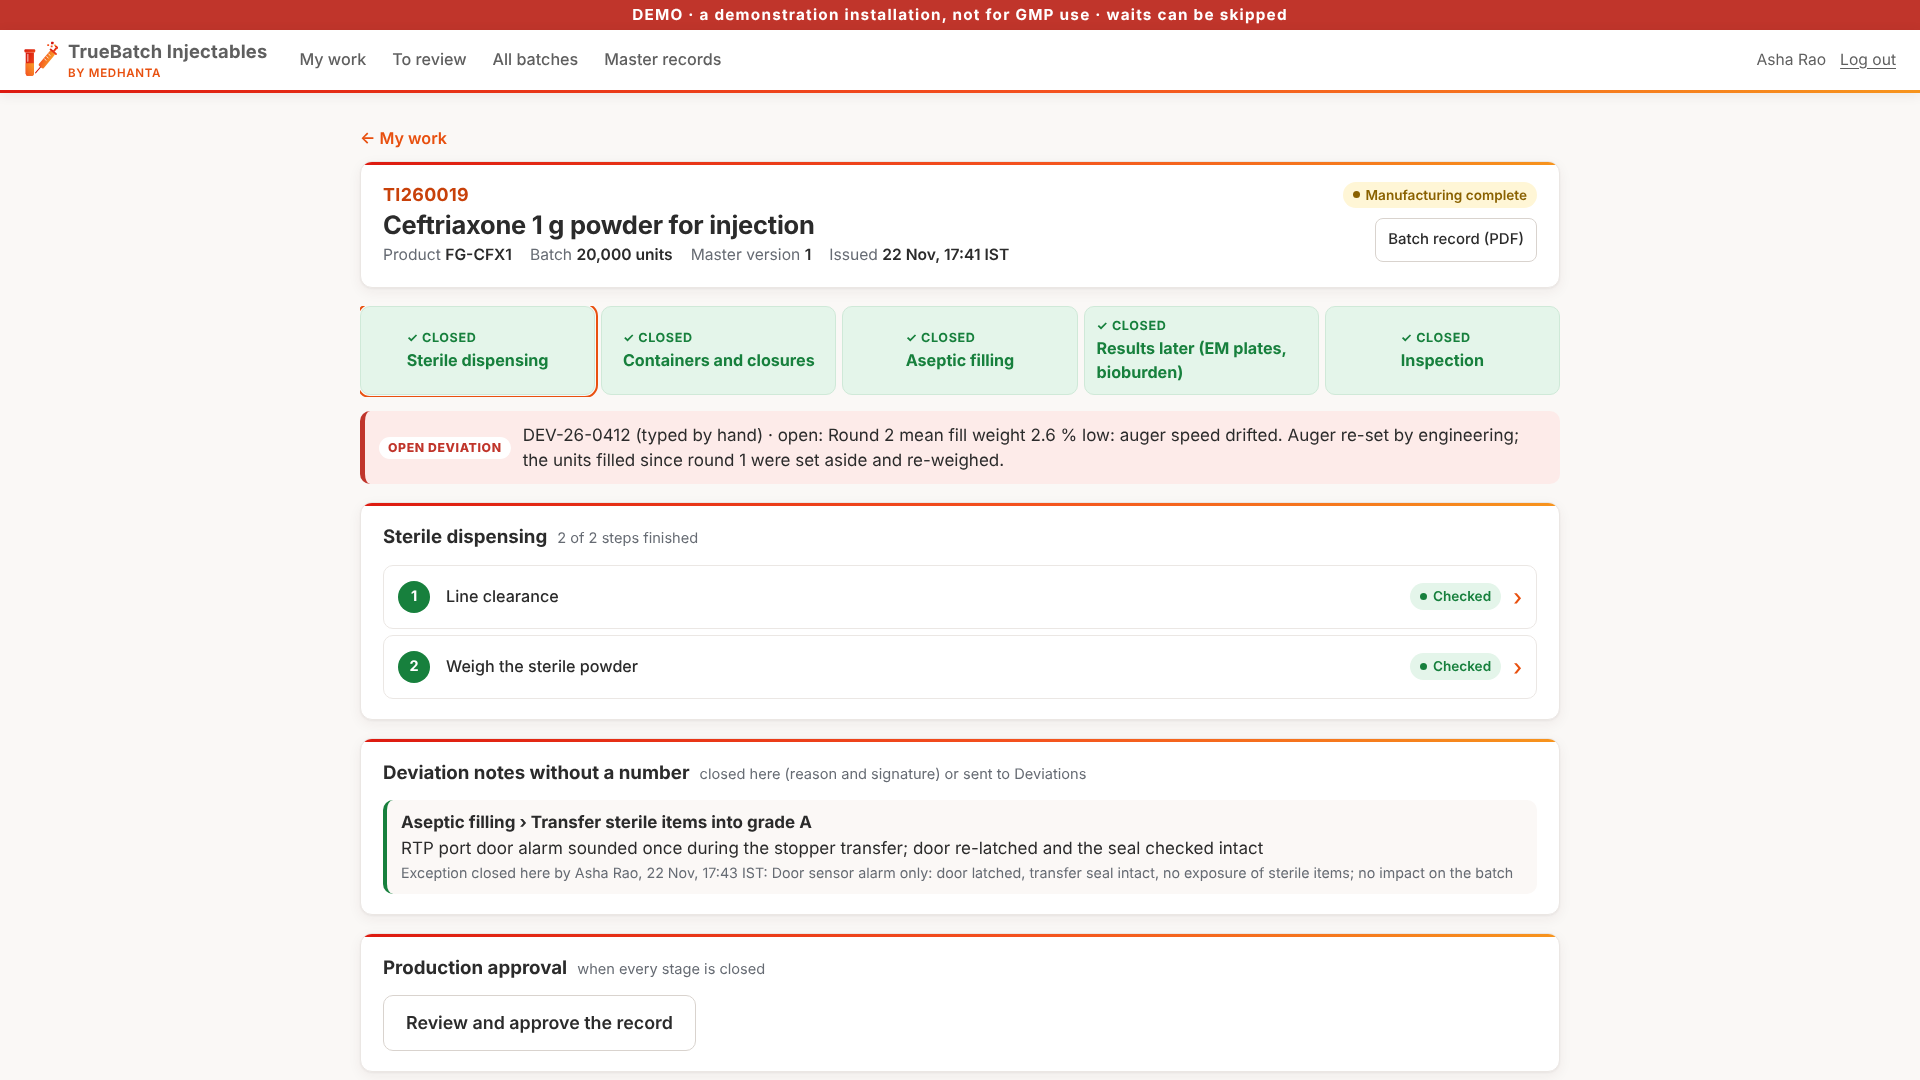 DEMO · a demonstration installation, not for GMP use · waits can be skipped
TrueBatch Injectables
BY MEDHANTA
My work
To review
All batches
Master records
Asha Rao
Log out
← My work
TI260019
Manufacturing complete
Ceftriaxone 1 g powder for injection
Batch record (PDF)
Product FG-CFX1 Batch 20,000 units Master version 1 Issued 22 Nov, 17:41 IST
✓ CLOSED
Sterile dispensing
✓ CLOSED
Containers and closures
✓ CLOSED
Aseptic filling
✓ CLOSED
Results later (EM plates,
bioburden)
✓ CLOSED
Inspection
OPEN DEVIATION
DEV-26-0412 (typed by hand) · open: Round 2 mean fill weight 2.6 % low: auger speed drifted. Auger re-set by engineering;
the units filled since round 1 were set aside and re-weighed.
Sterile dispensing 2 of 2 steps finished
1 Line clearance Checked ›
2 Weigh the sterile powder Checked ›
Deviation notes without a number closed here (reason and signature) or sent to Deviations
Aseptic filling › Transfer sterile items into grade A
RTP port door alarm sounded once during the stopper transfer; door re-latched and the seal checked intact
Exception closed here by Asha Rao, 22 Nov, 17:43 IST: Door sensor alarm only: door latched, transfer seal intact, no exposure of sterile items; no impact on the batch
Production approval when every stage is closed
Review and approve the record